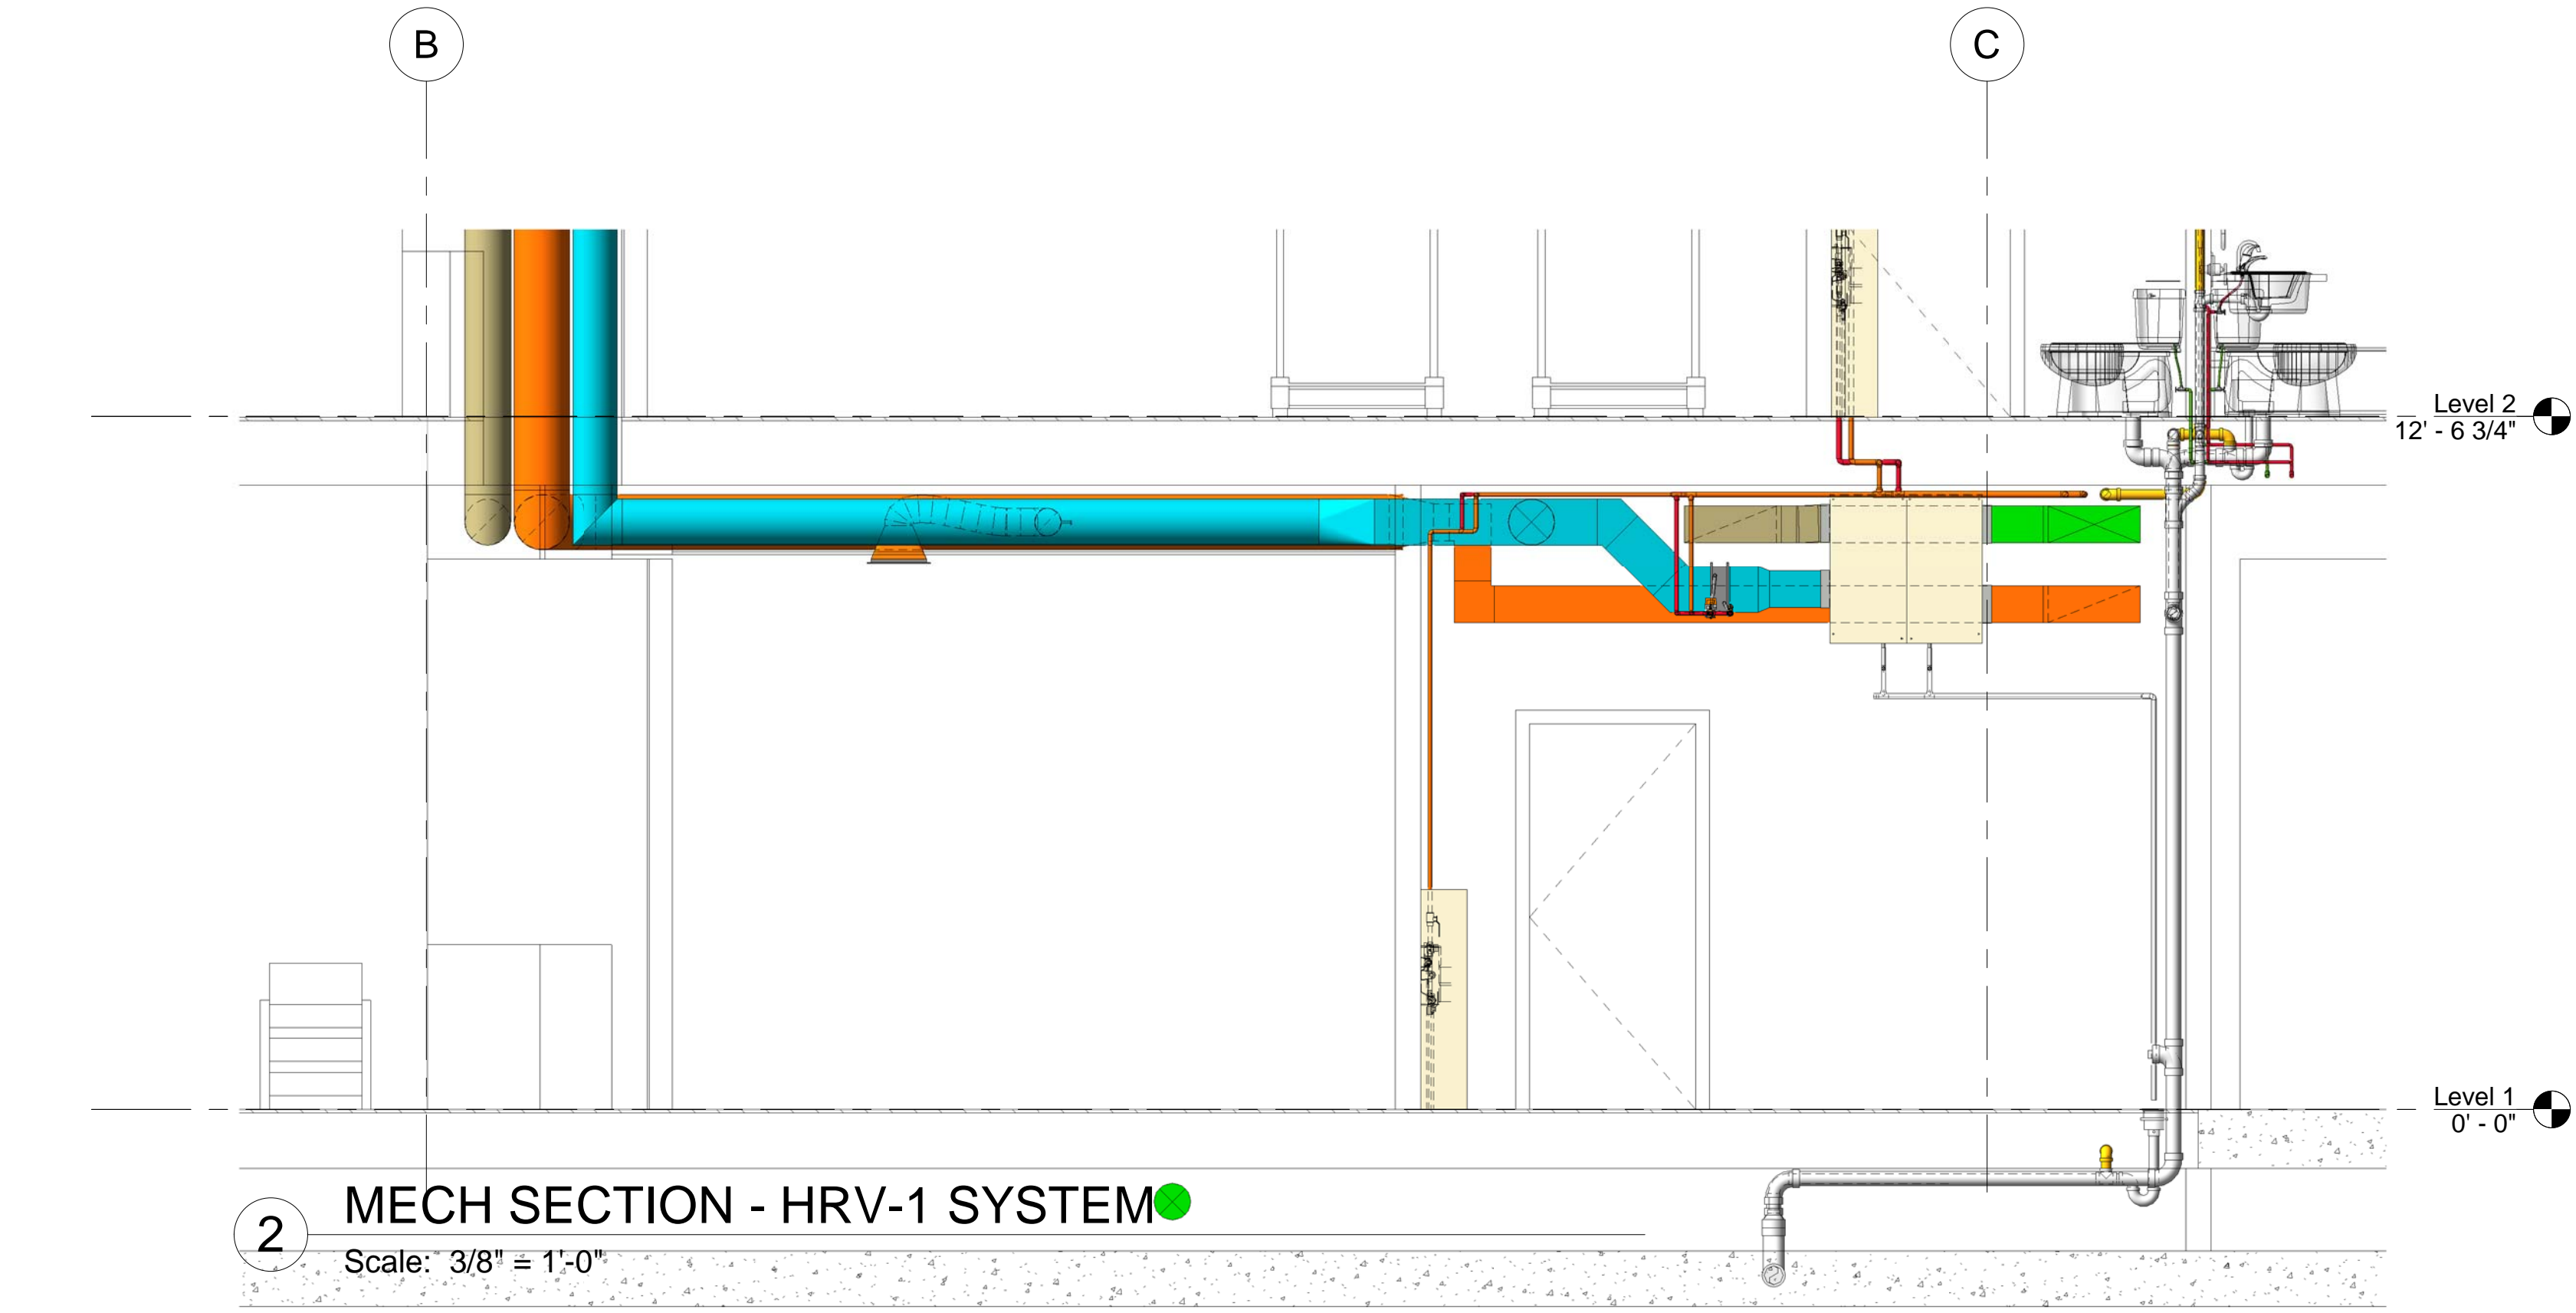 B
C
Level 2
12' - 6 3/4"
Level 1
0' - 0"
2
MECH SECTION - HRV-1 SYSTEM
Scale: 3/8" = 1'-0"